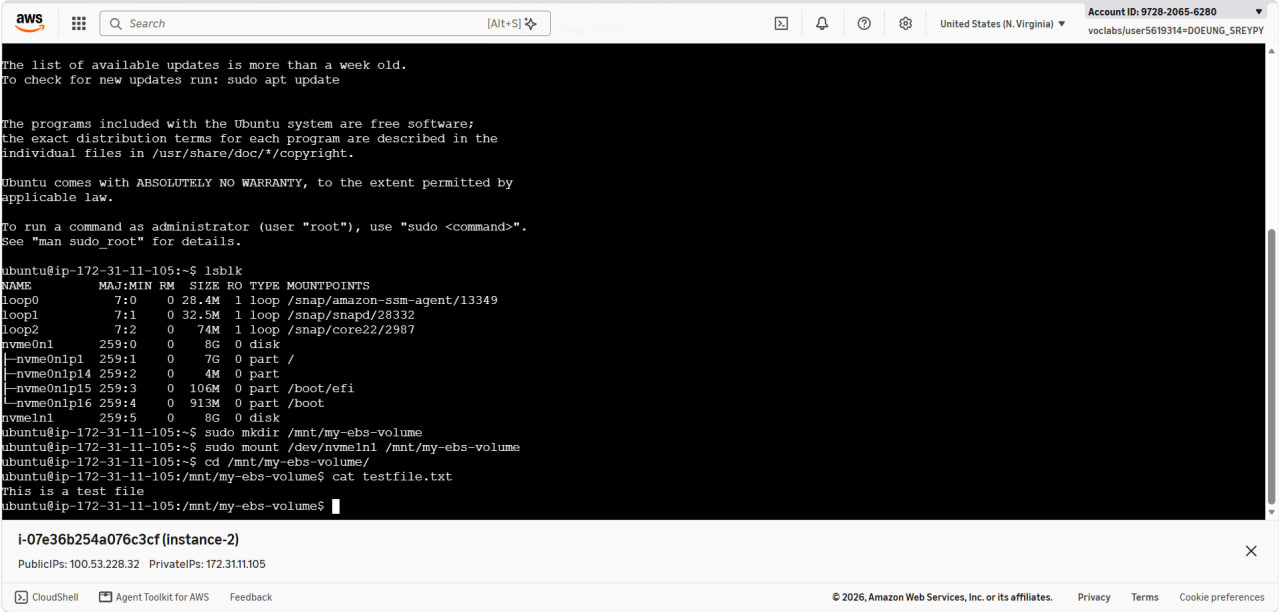 aws
Search
[Alt+S]
United States (N. Virginia)
Account ID: 9728-2065-6280
voclabs/user5619314=DOEUNG_SREYPY
The list of available updates is more than a week old.
To check for new updates run: sudo apt update
The programs included with the Ubuntu system are free software;
the exact distribution terms for each program are described in the
individual files in /usr/share/doc/*/copyright.
Ubuntu comes with ABSOLUTELY NO WARRANTY, to the extent permitted by
applicable law.
To run a command as administrator (user "root"), use "sudo <command>".
See "man sudo_root" for details.
ubuntu@ip-172-31-11-105:~$ lsblk
NAME         MAJ:MIN RM  SIZE RO TYPE MOUNTPOINTS
loop0          7:0    0 28.4M  1 loop /snap/amazon-ssm-agent/13349
loop1          7:1    0 32.5M  1 loop /snap/snapd/28332
loop2          7:2    0   74M  1 loop /snap/core22/2987
nvme0n1      259:0    0    8G  0 disk
├─nvme0n1p1  259:1    0    7G  0 part /
├─nvme0n1p14 259:2    0    4M  0 part
├─nvme0n1p15 259:3    0  106M  0 part /boot/efi
└─nvme0n1p16 259:4    0  913M  0 part /boot
nvme1n1      259:5    0    8G  0 disk
ubuntu@ip-172-31-11-105:~$ sudo mkdir /mnt/my-ebs-volume
ubuntu@ip-172-31-11-105:~$ sudo mount /dev/nvme1n1 /mnt/my-ebs-volume
ubuntu@ip-172-31-11-105:~$ cd /mnt/my-ebs-volume/
ubuntu@ip-172-31-11-105:/mnt/my-ebs-volume$ cat testfile.txt
This is a test file
ubuntu@ip-172-31-11-105:/mnt/my-ebs-volume$
i-07e36b254a076c3cf (instance-2)
PublicIPs: 100.53.228.32 PrivateIPs: 172.31.11.105
CloudShell
Agent Toolkit for AWS
Feedback
© 2026, Amazon Web Services, Inc. or its affiliates.
Privacy
Terms
Cookie preferences